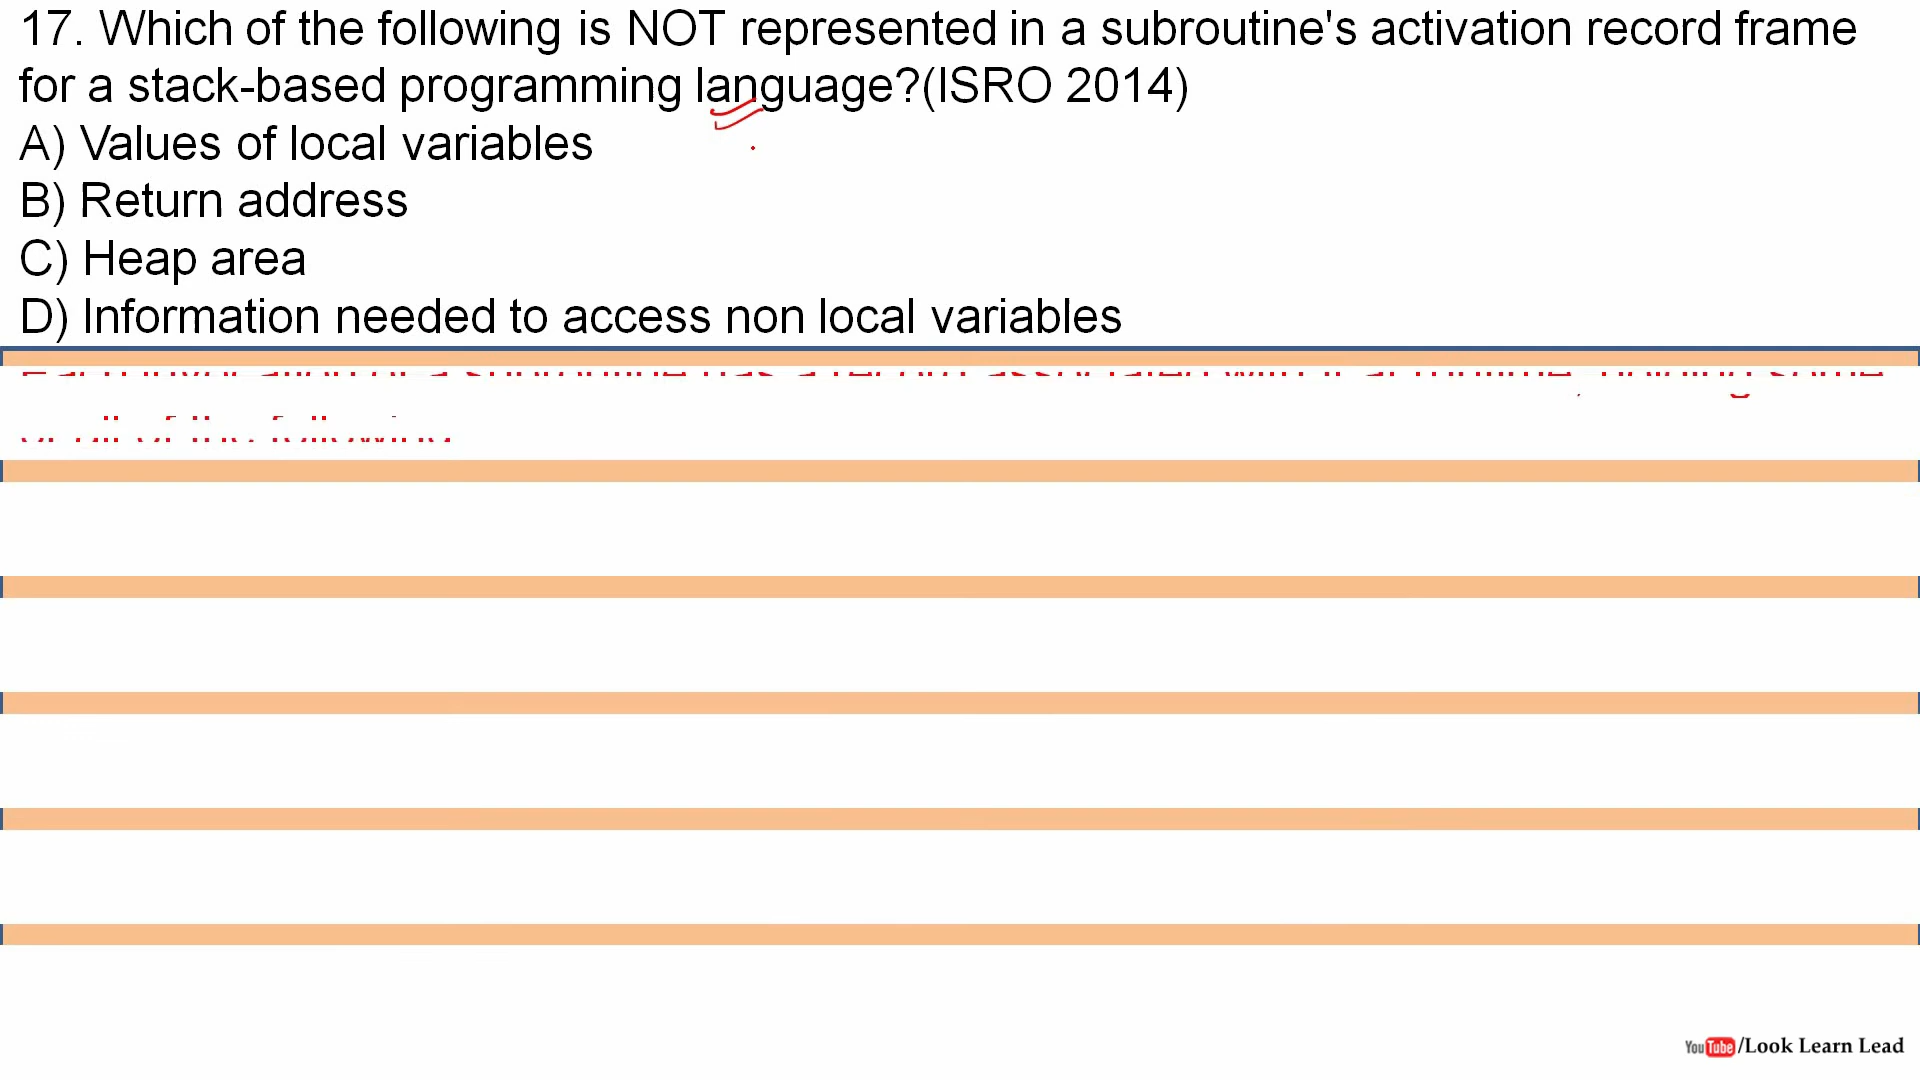 17. Which of the following is NOT represented in a subroutine's activation record frame
for a stack-based programming language?(ISRO 2014)
A) Values of local variables
B) Return address
C) Heap area
D) Information needed to access non local variables
YouTube/Look Learn Lead